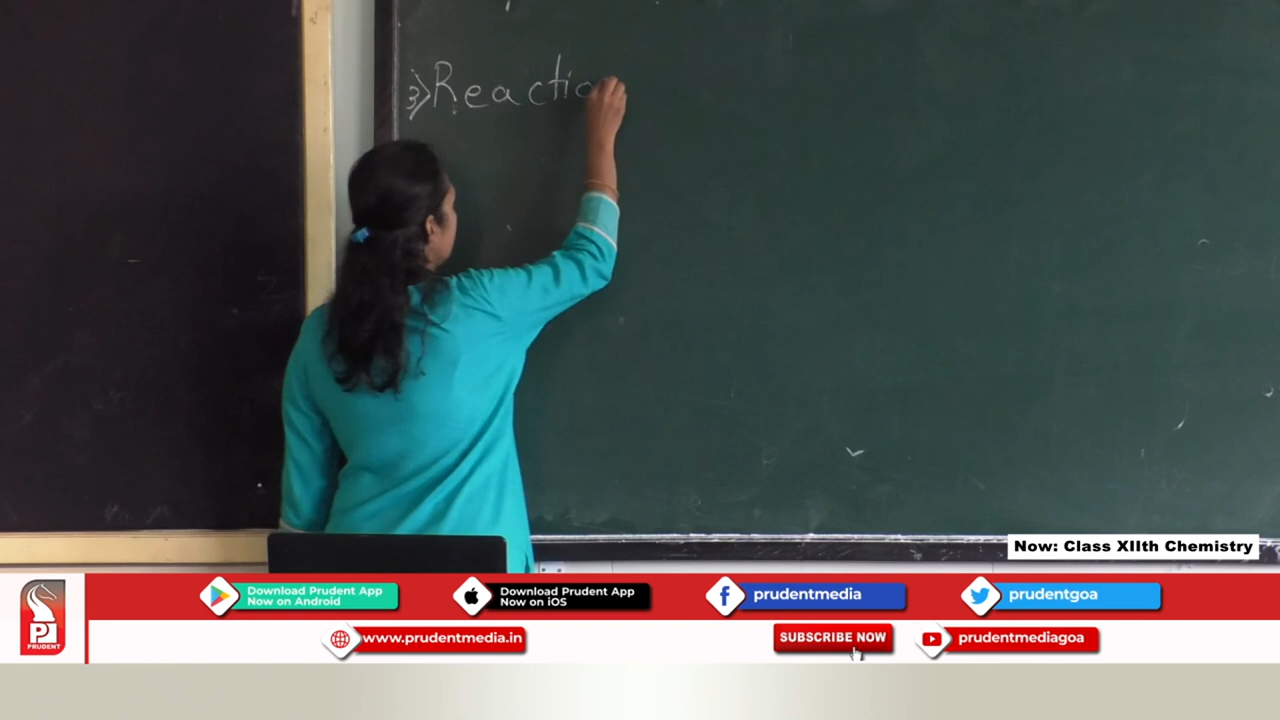 3) Reactio
Now: Class XIIth Chemistry
Download Prudent App
Now on Android
Download Prudent App
Now on iOS
prudentmedia
prudentgoa
PJ
PRUDENT
www.prudentmedia.in
SUBSCRIBE NOW
prudentmediagoa